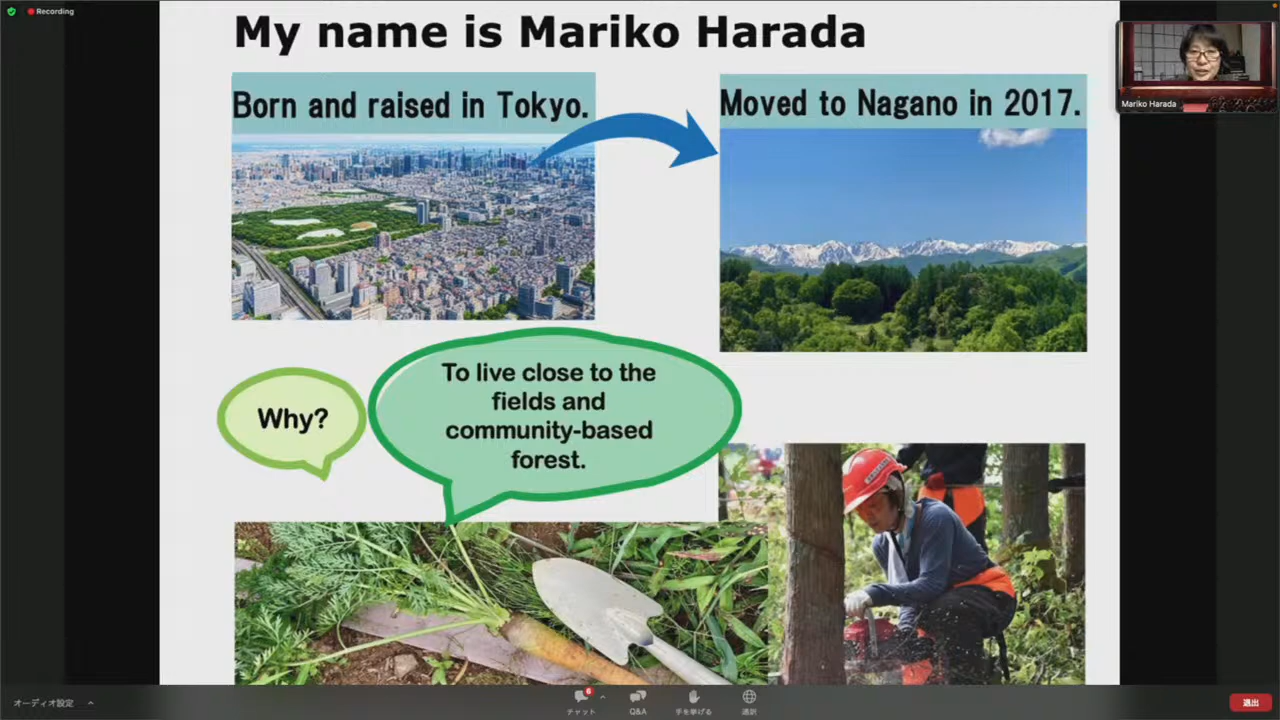 Recording
My name is Mariko Harada
Born and raised in Tokyo.
Moved to Nagano in 2017.
Mariko Harada
Why?
To live close to the
fields and
community-based
forest.
オーディオ設定
6
チャット
Q&A
手を挙げる
通訳
退出